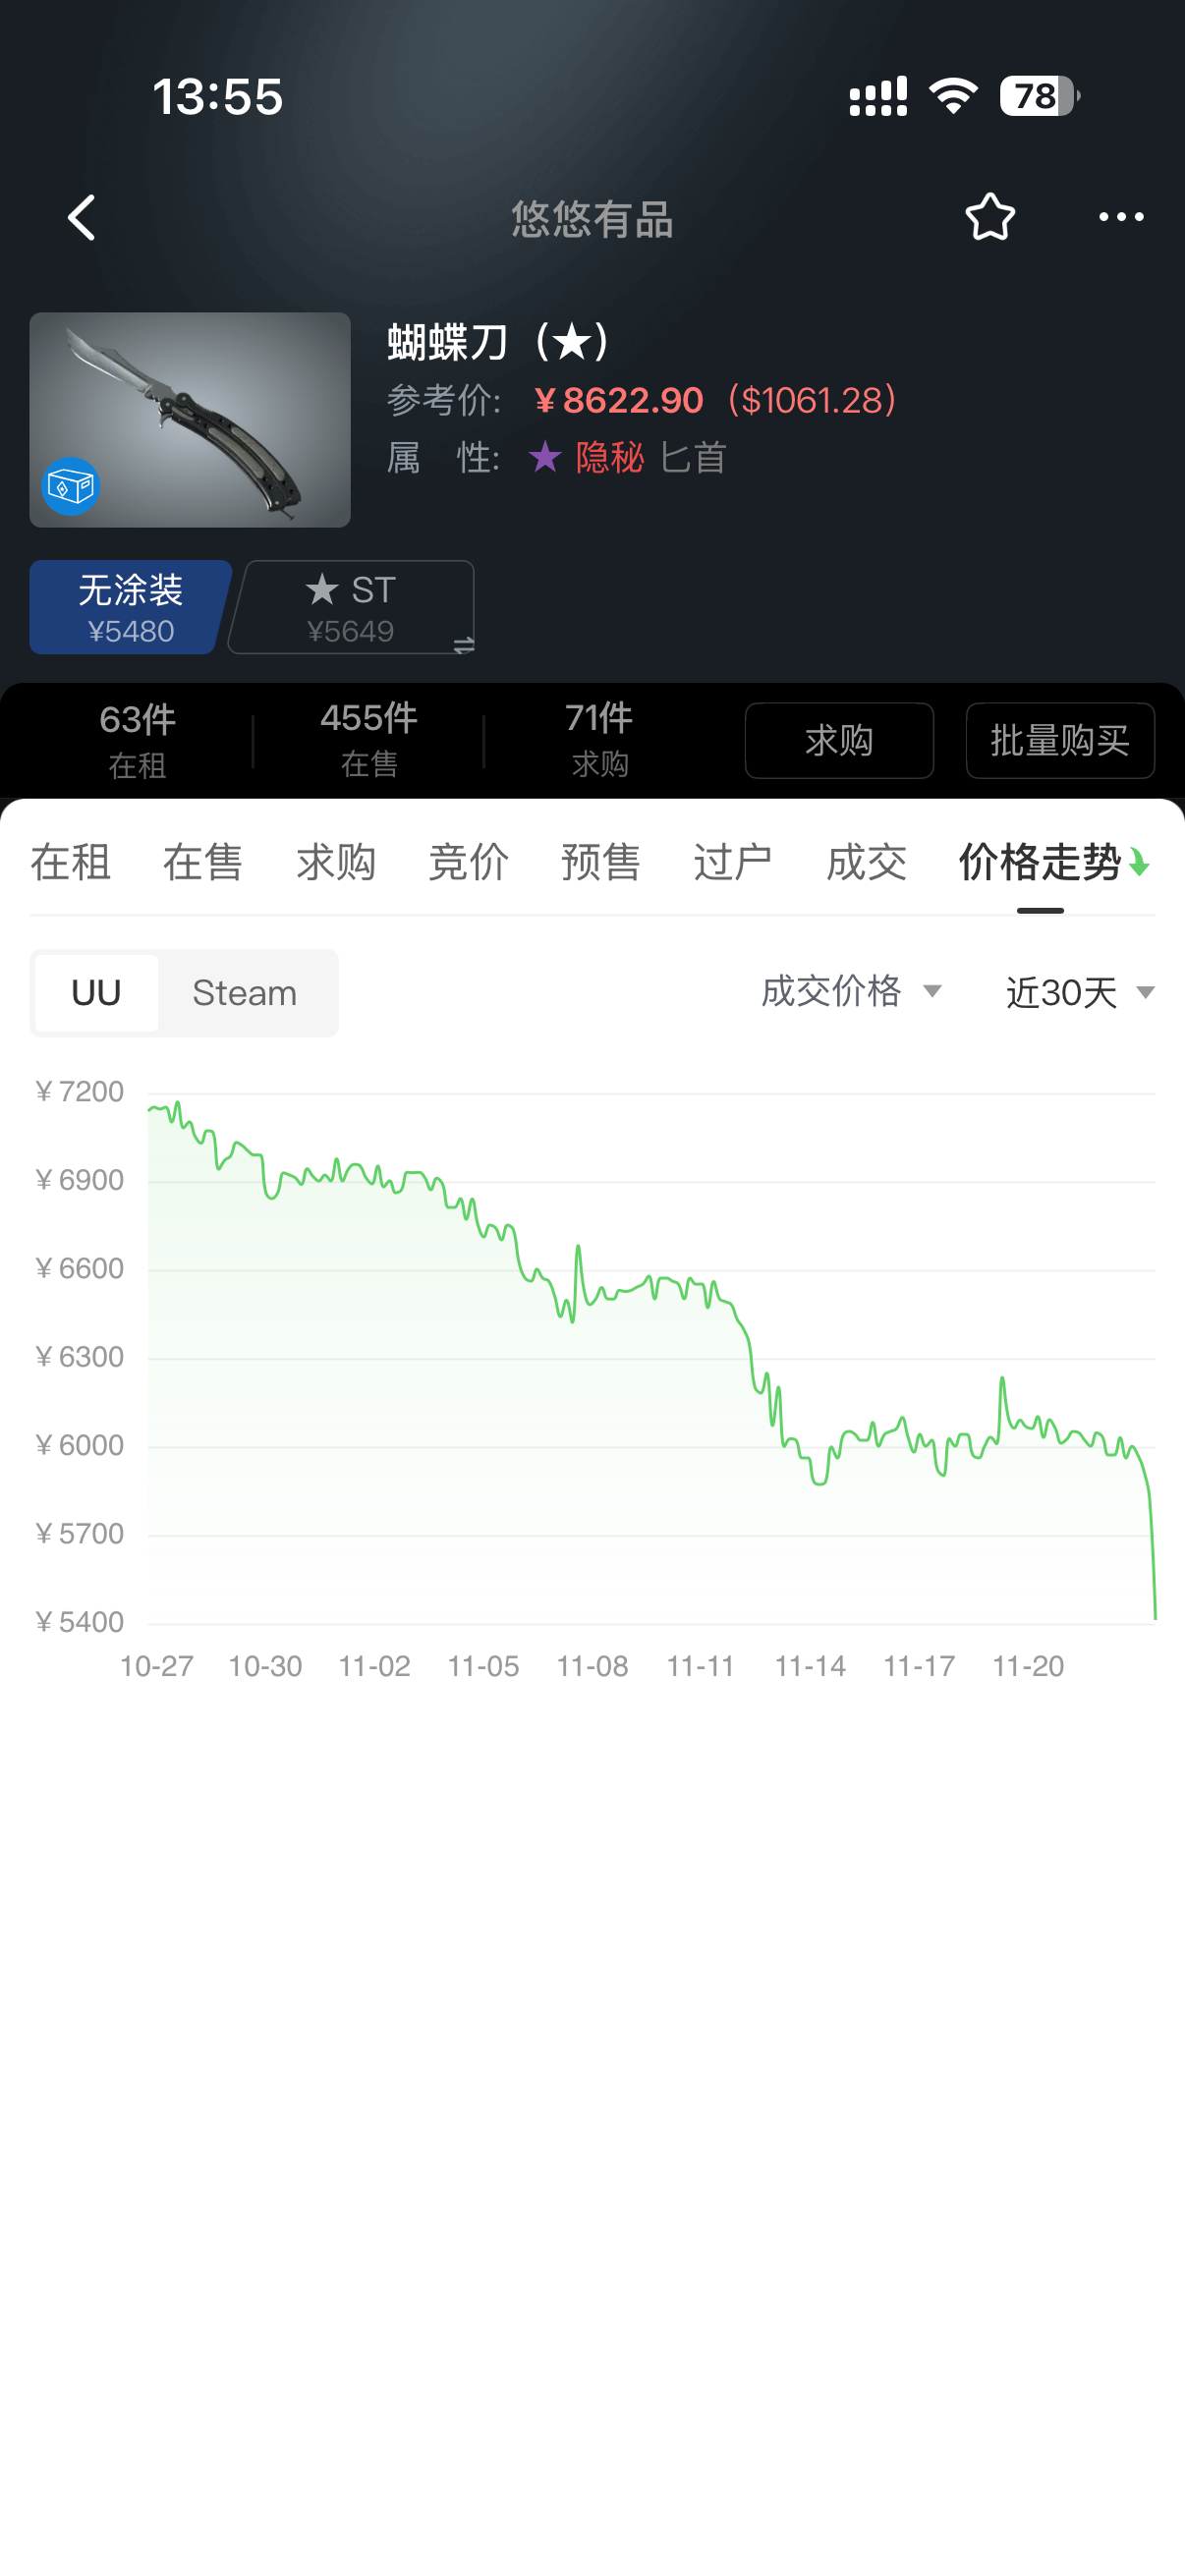 13:55
78
悠悠有品
蝴蝶刀（★）
参考价: ¥8622.90 ($1061.28)
属 性: ★ 隐秘 匕首
无涂装
¥5480
★ ST
¥5649
63件
在租
455件
在售
71件
求购
求购
批量购买
在租 在售 求购 竞价 预售 过户 成交 价格走势
UU Steam 成交价格 近30天
¥7200
¥6900
¥6600
¥6300
¥6000
¥5700
¥5400
10-27 10-30 11-02 11-05 11-08 11-11 11-14 11-17 11-20